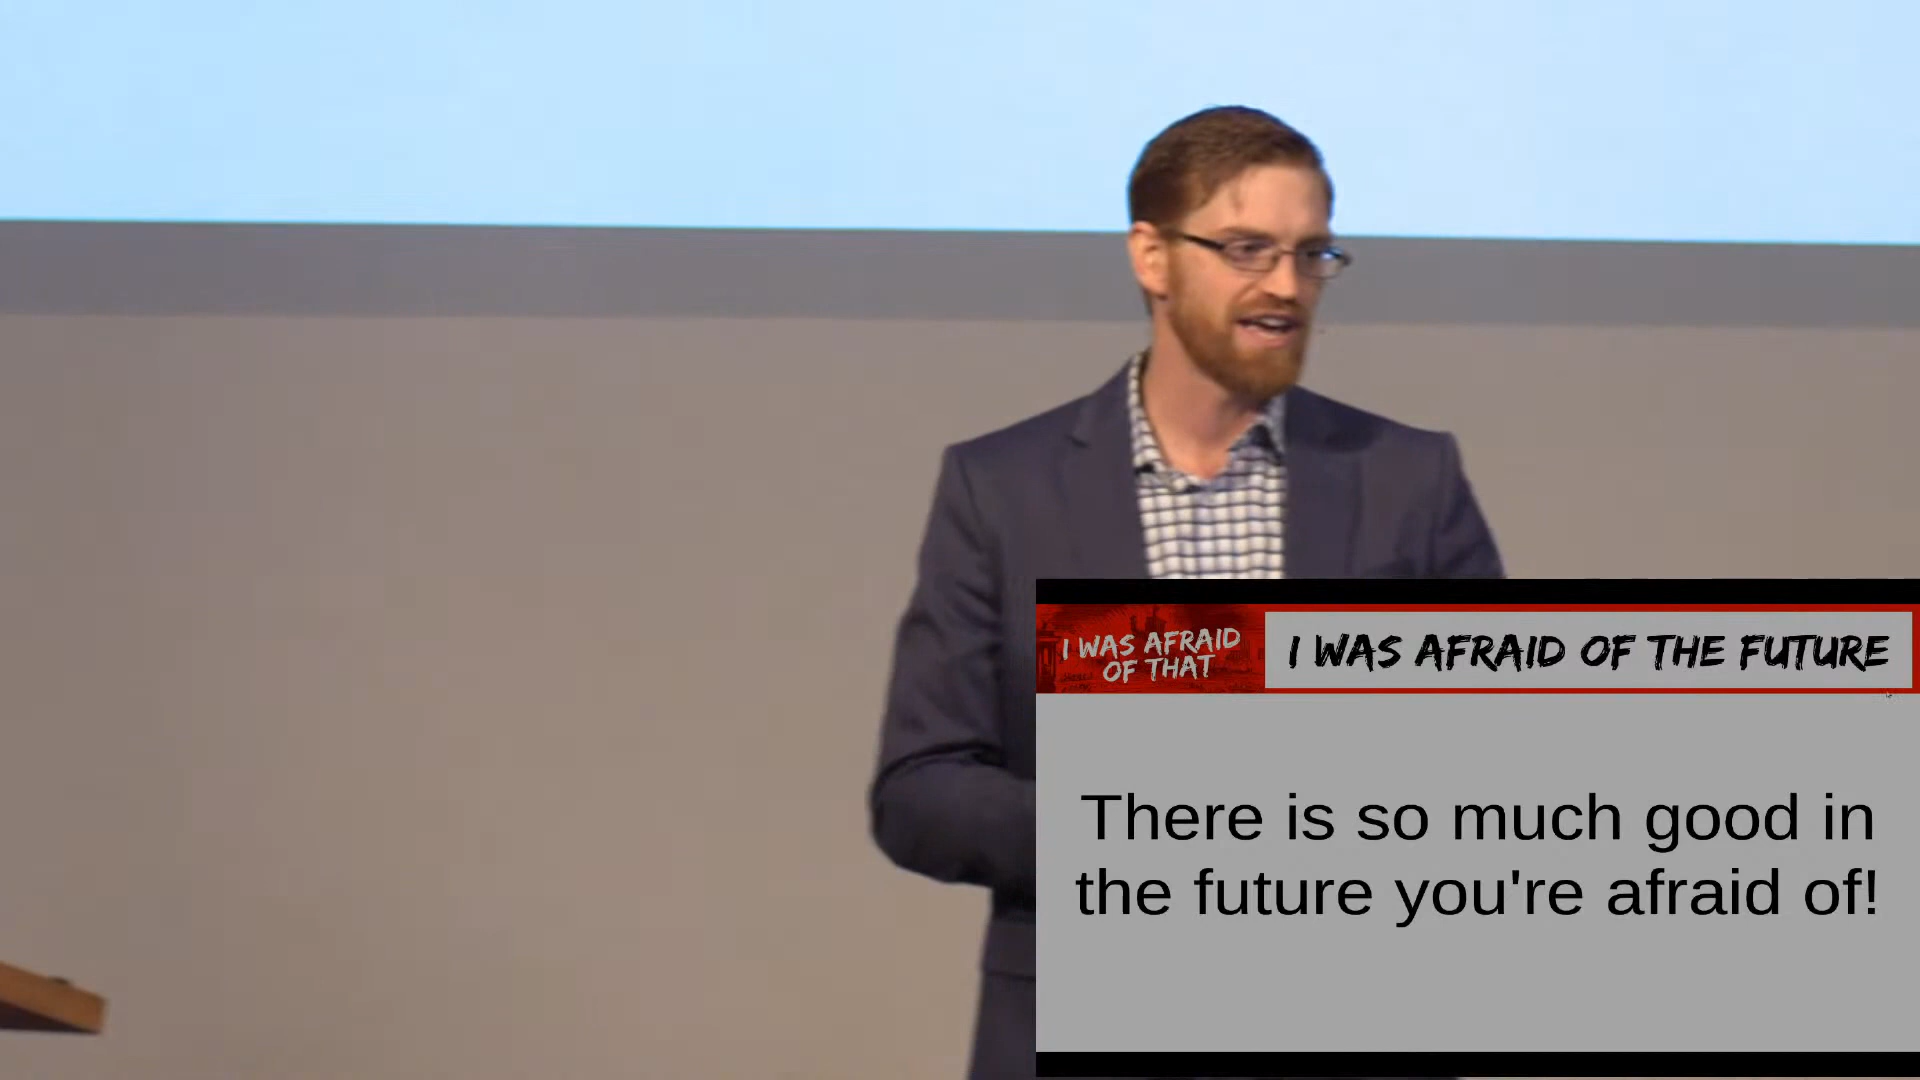 I WAS AFRAID
OF THAT
I WAS AFRAID OF THE FUTURE
There is so much good in
the future you're afraid of!